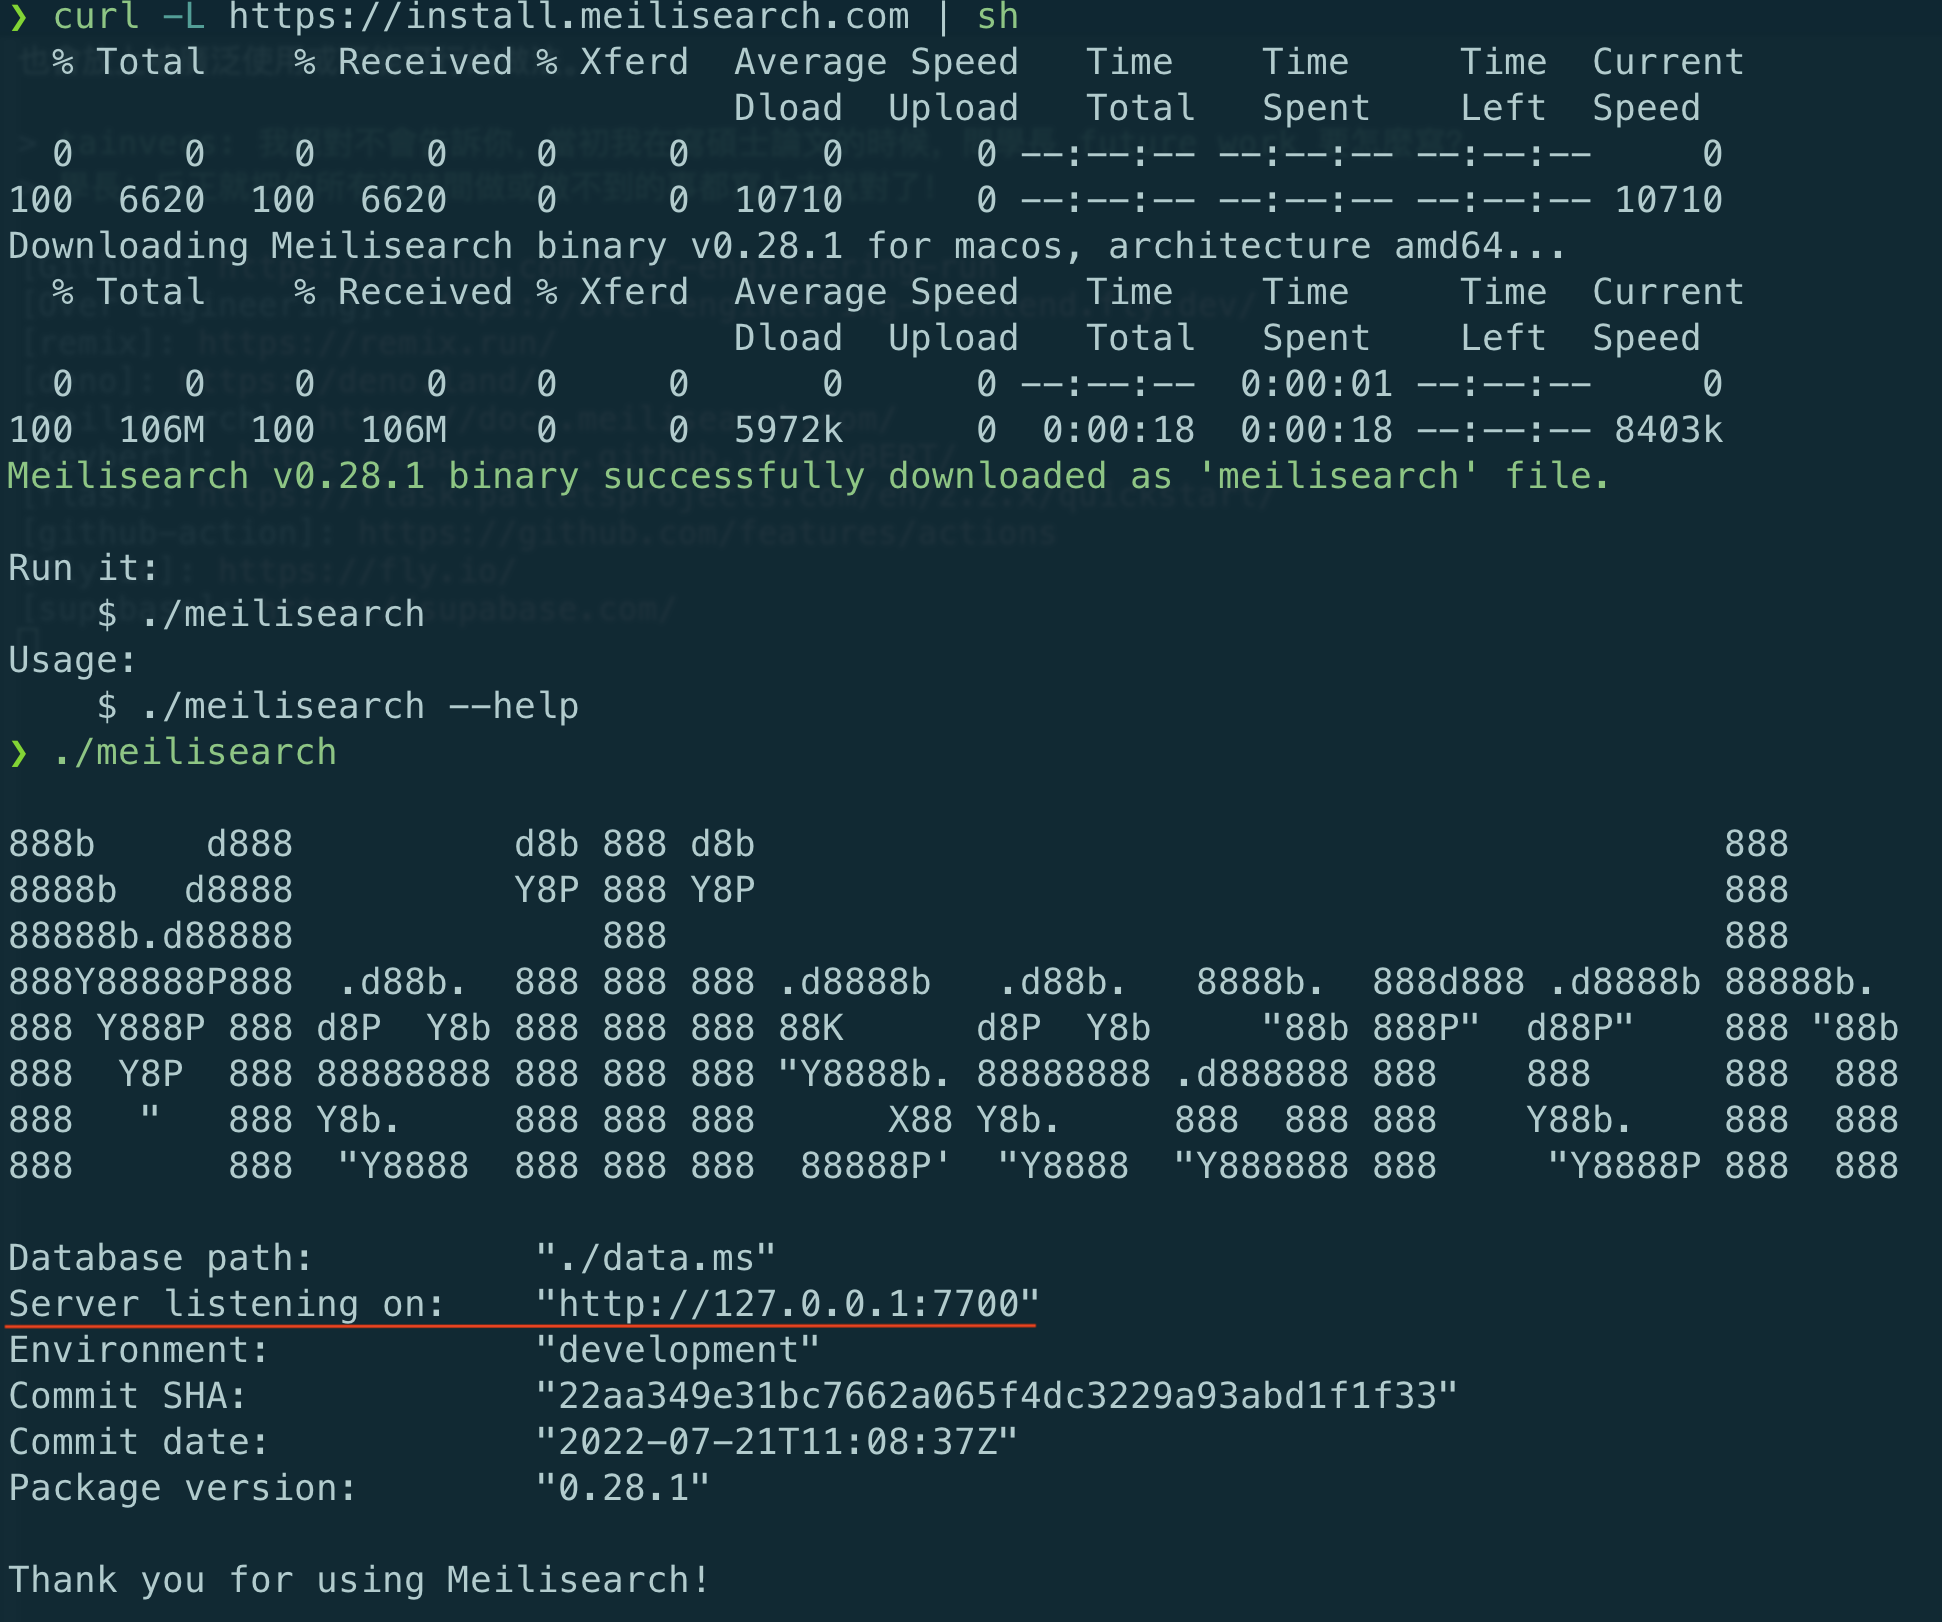 ❯ curl -L https://install.meilisearch.com | sh
  % Total    % Received % Xferd  Average Speed   Time    Time     Time  Current
                                 Dload  Upload   Total   Spent    Left  Speed
  0     0    0     0    0     0      0      0 --:--:-- --:--:-- --:--:--     0
100  6620  100  6620    0     0  10710      0 --:--:-- --:--:-- --:--:-- 10710
Downloading Meilisearch binary v0.28.1 for macos, architecture amd64...
  % Total    % Received % Xferd  Average Speed   Time    Time     Time  Current
                                 Dload  Upload   Total   Spent    Left  Speed
  0     0    0     0    0     0      0      0 --:--:--  0:00:01 --:--:--     0
100  106M  100  106M    0     0  5972k      0  0:00:18  0:00:18 --:--:-- 8403k
Meilisearch v0.28.1 binary successfully downloaded as 'meilisearch' file.
Run it:
    $ ./meilisearch
Usage:
    $ ./meilisearch --help
❯ ./meilisearch
888b     d888          d8b 888 d8b                                            888
8888b   d8888          Y8P 888 Y8P                                            888
88888b.d88888              888                                                888
888Y88888P888  .d88b.  888 888 888 .d8888b   .d88b.   8888b.  888d888 .d8888b 88888b.
888 Y888P 888 d8P  Y8b 888 888 888 88K      d8P  Y8b     "88b 888P"  d88P"    888 "88b
888  Y8P  888 88888888 888 888 888 "Y8888b. 88888888 .d888888 888    888      888  888
888   "   888 Y8b.     888 888 888      X88 Y8b.     888  888 888    Y88b.    888  888
888       888  "Y8888  888 888 888  88888P'  "Y8888  "Y888888 888     "Y8888P 888  888
Database path:          "./data.ms"
Server listening on:    "http://127.0.0.1:7700"
Environment:            "development"
Commit SHA:             "22aa349e31bc7662a065f4dc3229a93abd1f1f33"
Commit date:            "2022-07-21T11:08:37Z"
Package version:        "0.28.1"
Thank you for using Meilisearch!